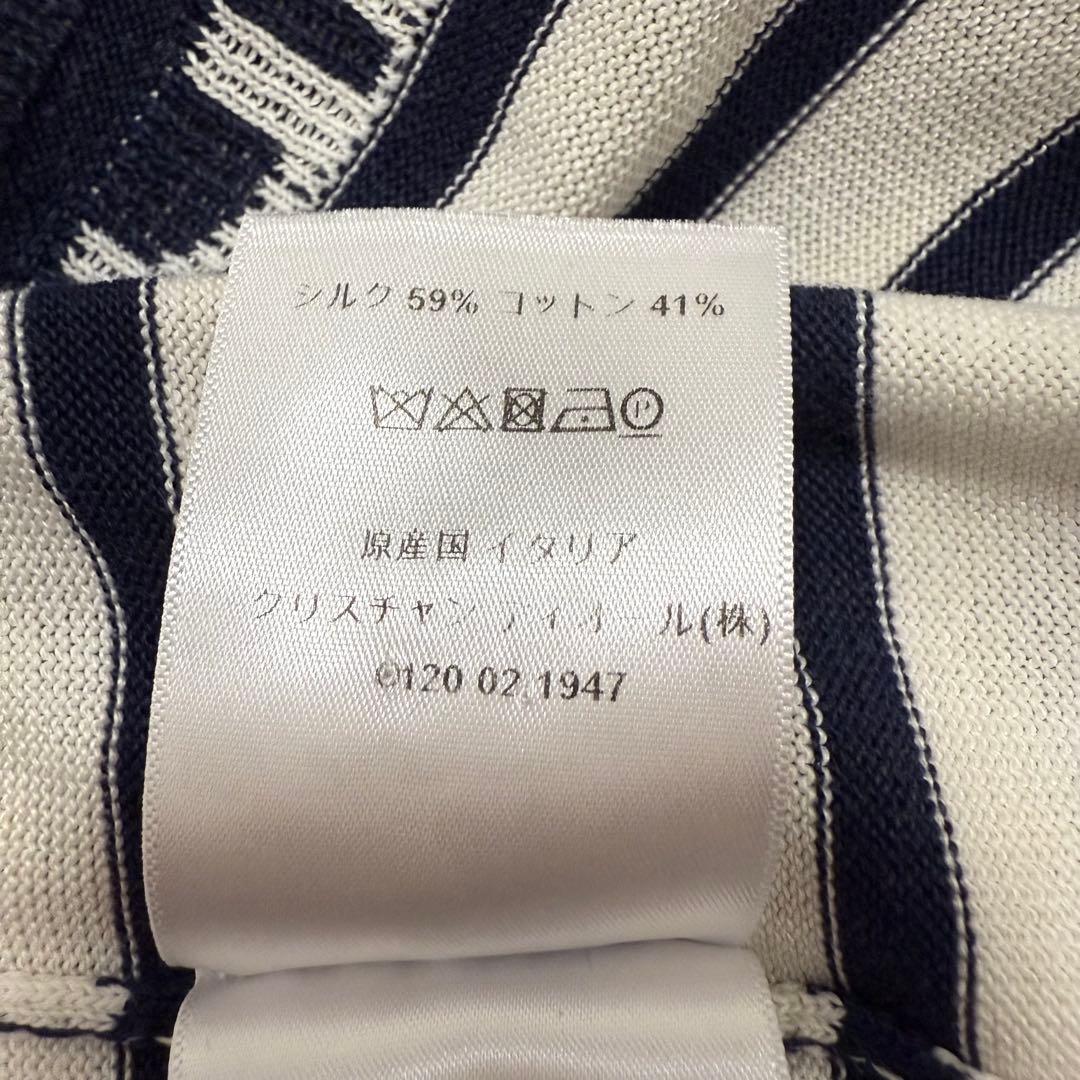 シルク 59% コットン 41%
P
原産国 イタリア
クリスチャン ディオール(株)
0120 02 1947